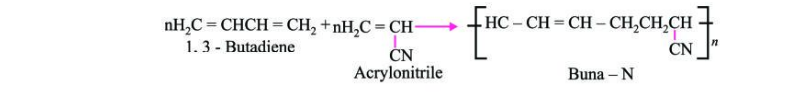 nH₂C = CHCH = CH₂ + nH₂C = CH → [ HC – CH = CH – CH₂CH₂CH ]n
CN CN
1, 3 - Butadiene
Acrylonitrile Buna – N